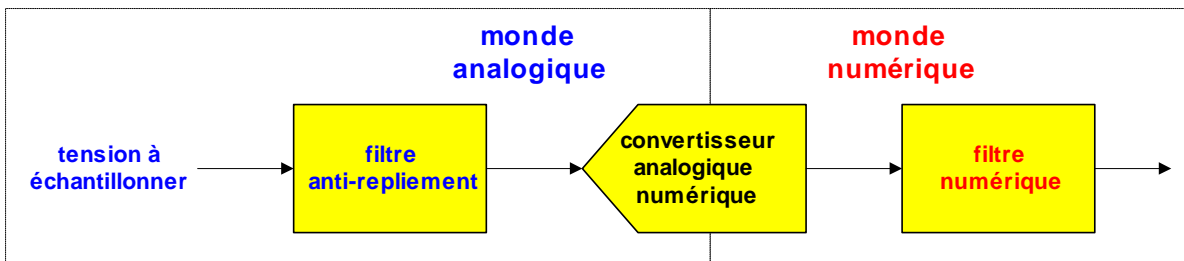 monde
analogique
monde
numérique
tension à
échantillonner
filtre
anti-repliement
convertisseur
analogique
numérique
filtre
numérique